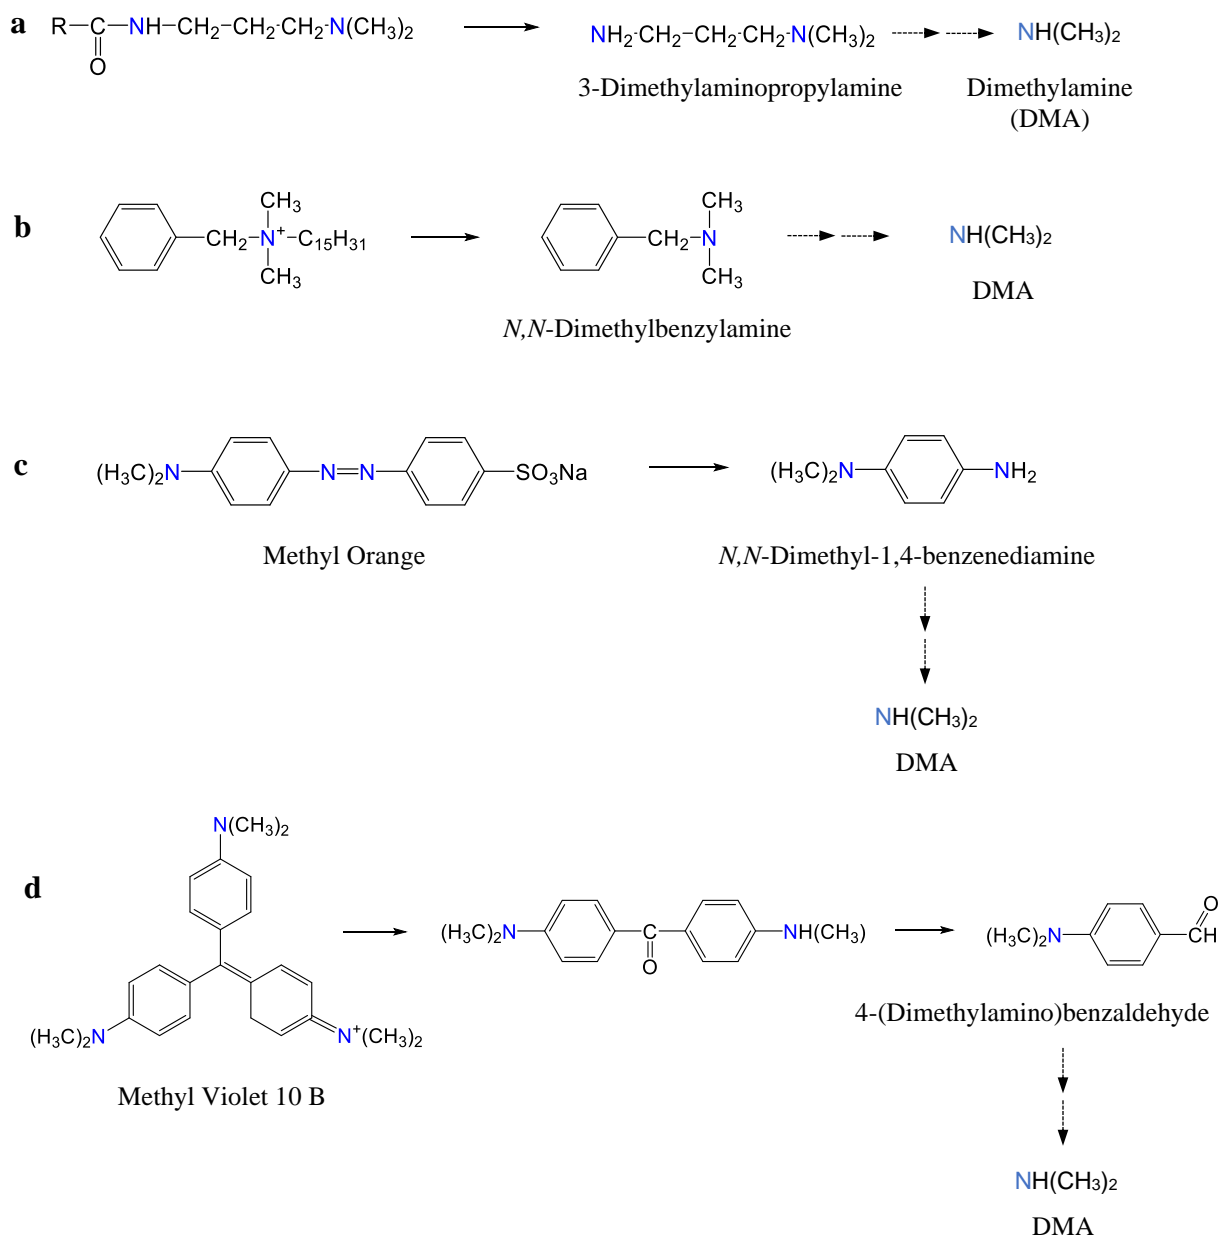 a
R–C–NH–CH₂–CH₂–CH₂–N(CH₃)₂
O
NH₂-CH₂–CH₂-CH₂–N(CH₃)₂
NH(CH₃)₂
3-Dimethylaminopropylamine
Dimethylamine
(DMA)
b
CH₃
CH₂–N⁺–C₁₅H₃₁
CH₃
CH₃
CH₂–N
CH₃
NH(CH₃)₂
N,N-Dimethylbenzylamine
DMA
c
(H₃C)₂N
N=N
SO₃Na
(H₃C)₂N
NH₂
Methyl Orange
N,N-Dimethyl-1,4-benzenediamine
NH(CH₃)₂
DMA
d
N(CH₃)₂
(H₃C)₂N
N⁺(CH₃)₂
Methyl Violet 10 B
(H₃C)₂N
C
O
NH(CH₃)
(H₃C)₂N
O
CH
4-(Dimethylamino)benzaldehyde
NH(CH₃)₂
DMA